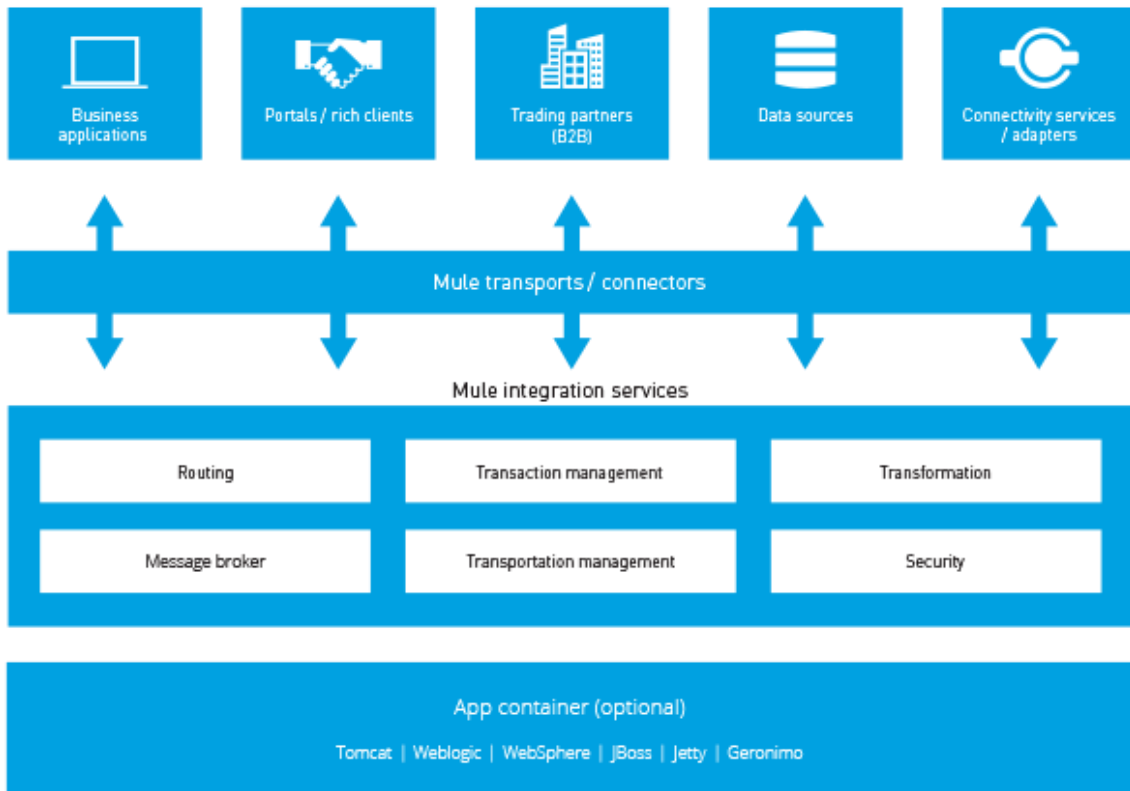 Business
applications
Portals / rich clients
Trading partners
(B2B)
Data sources
Connectivity services
/ adapters
Mule transports / connectors
Mule integration services
Routing
Transaction management
Transformation
Message broker
Transportation management
Security
App container (optional)
Tomcat | Weblogic | WebSphere | JBoss | Jetty | Geronimo